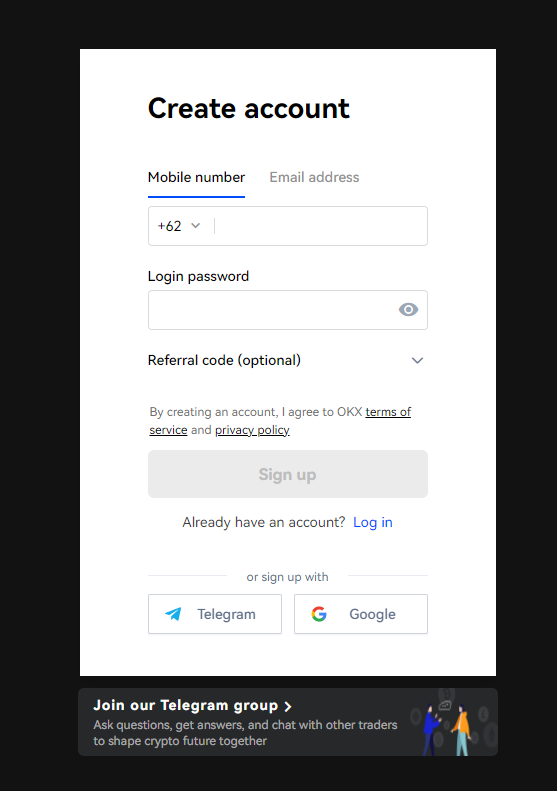 Create account
Mobile number Email address
+62
Login password
Referral code (optional)
By creating an account, I agree to OKX terms of
service and privacy policy
Sign up
Already have an account? Log in
or sign up with
Telegram Google
Join our Telegram group
Ask questions, get answers, and chat with other traders
to shape crypto future together